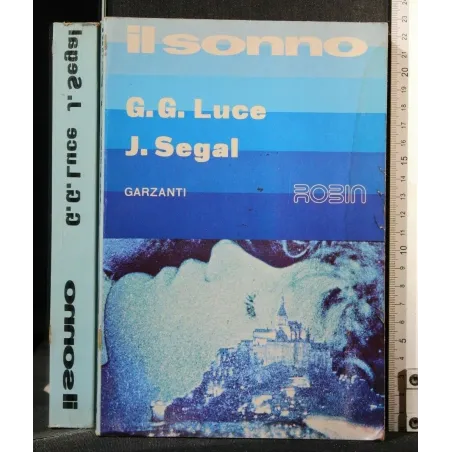 il sonno
G. G. Luce
J. Segal
GARZANTI
ROBIN
il sonno G. G. Luce J. Segal